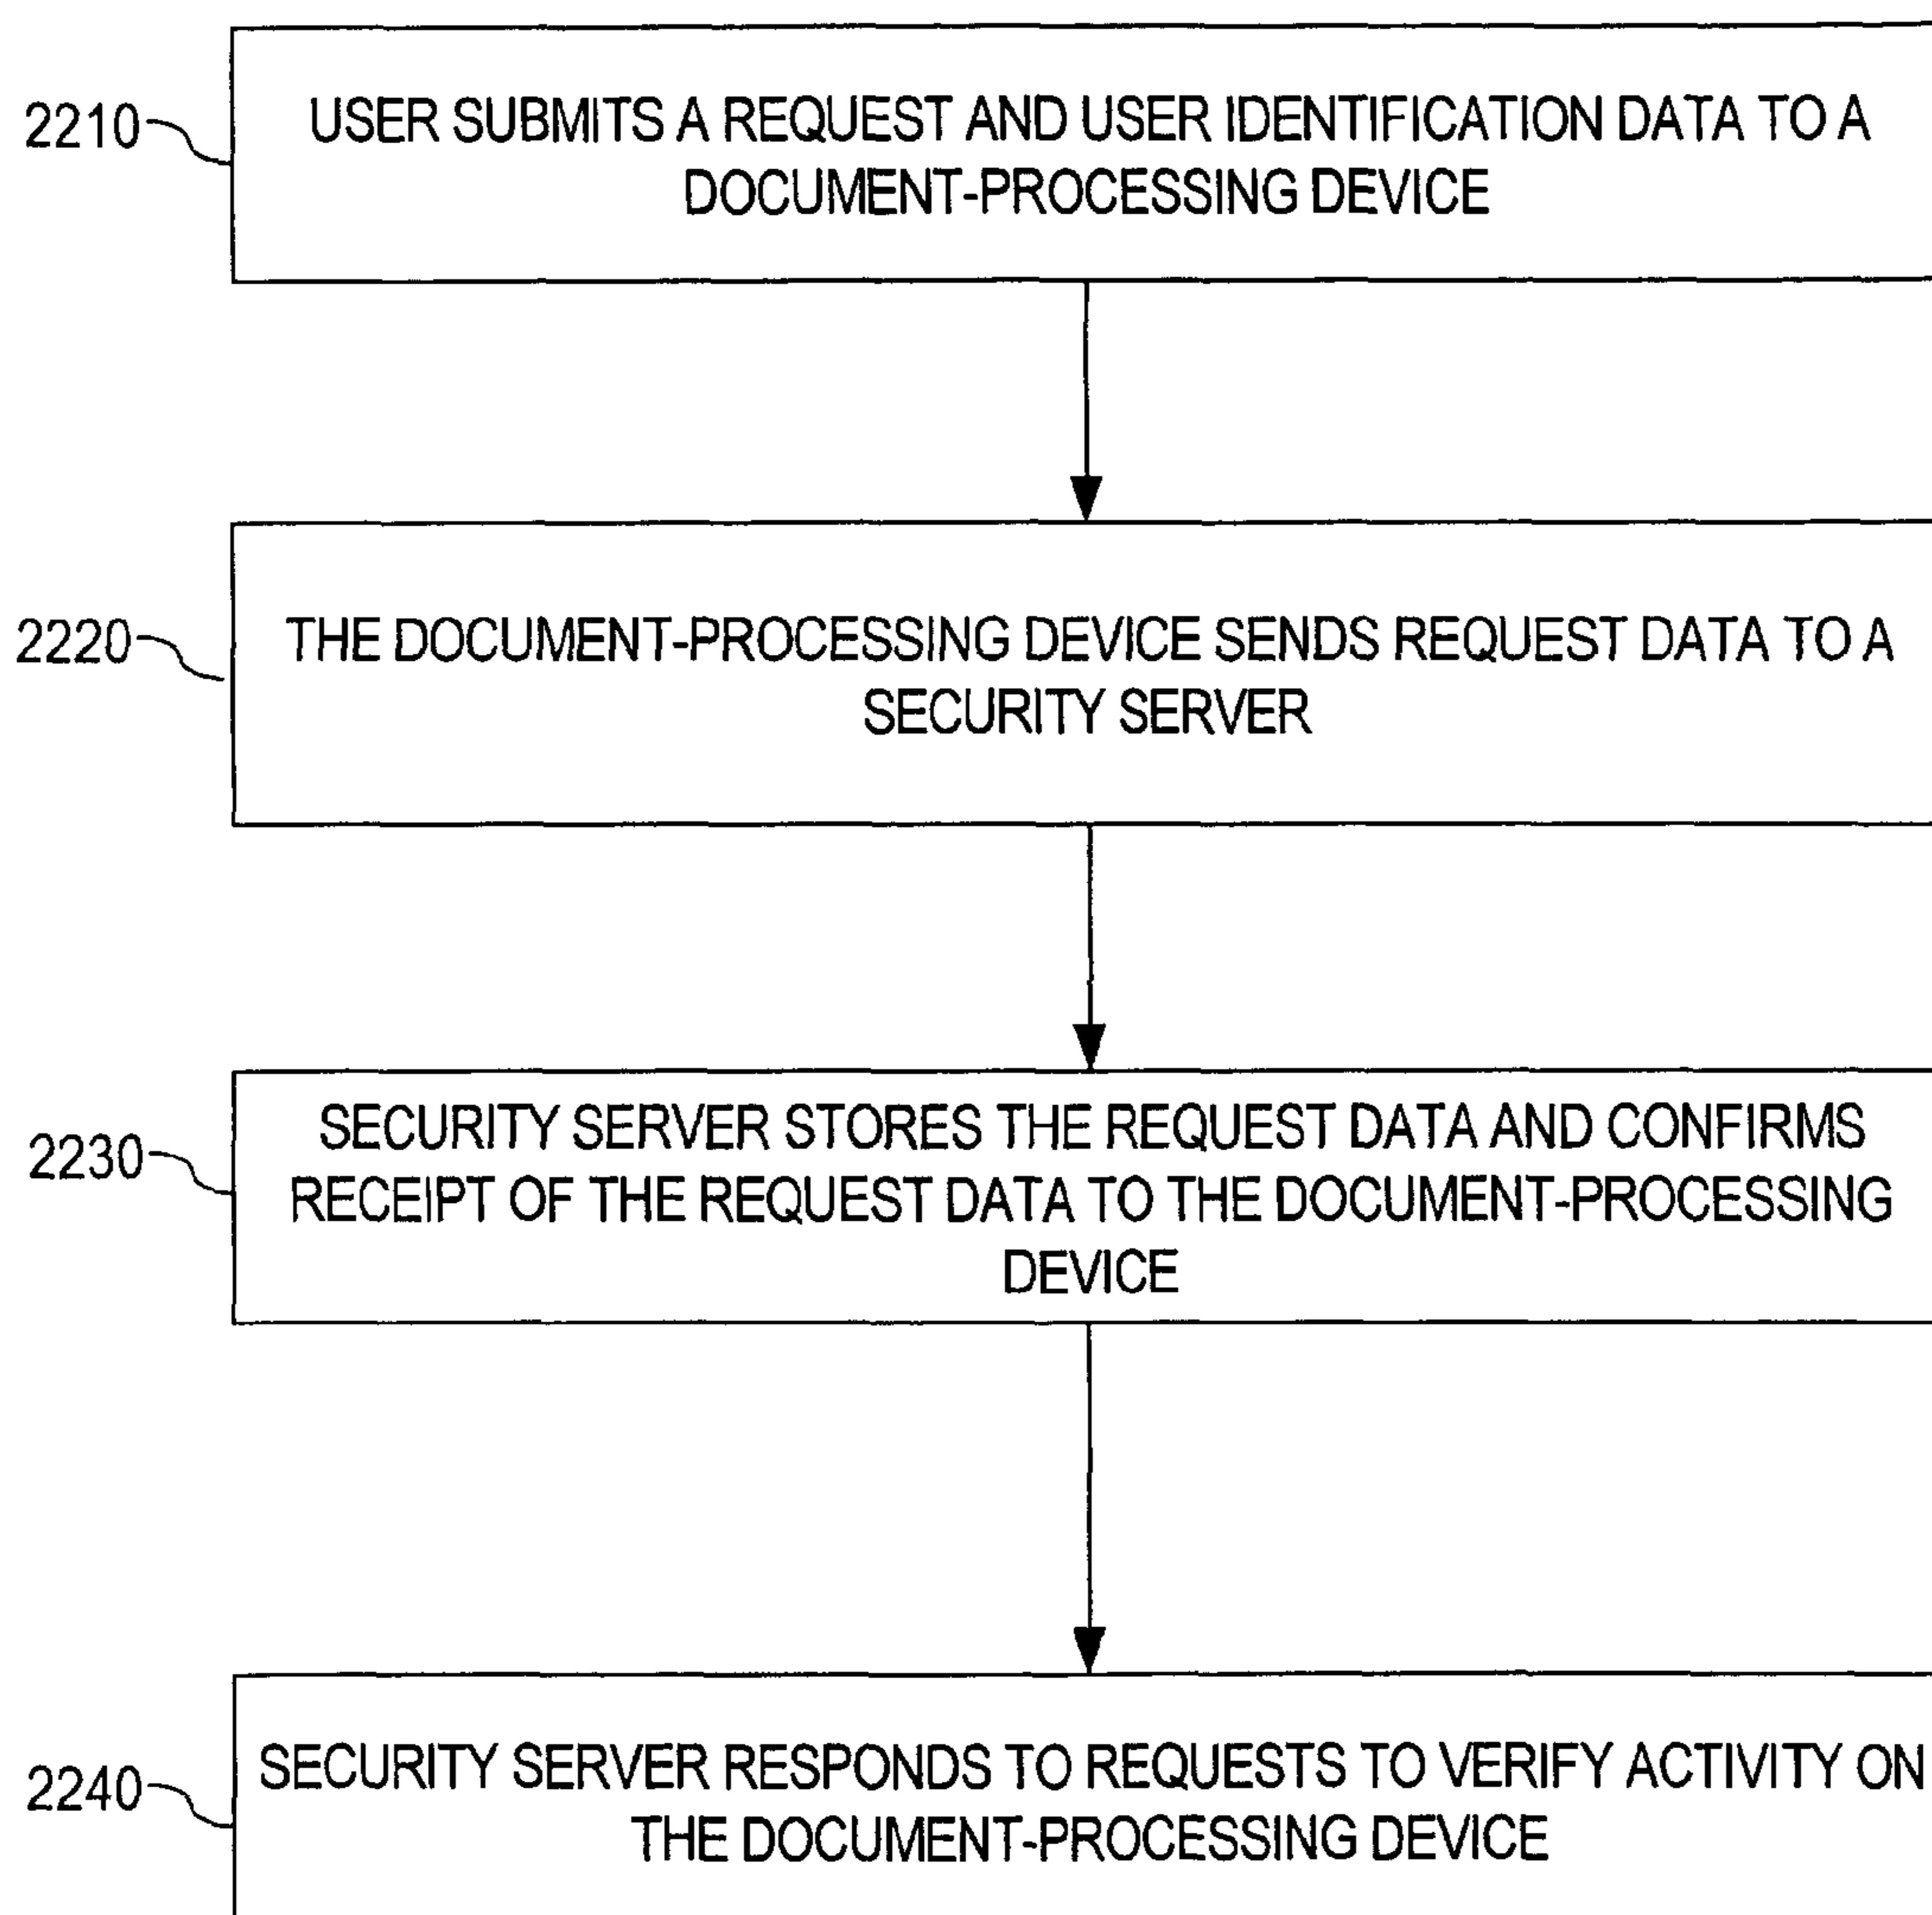 2210
USER SUBMITS A REQUEST AND USER IDENTIFICATION DATA TO A
DOCUMENT-PROCESSING DEVICE
2220
THE DOCUMENT-PROCESSING DEVICE SENDS REQUEST DATA TO A
SECURITY SERVER
2230
SECURITY SERVER STORES THE REQUEST DATA AND CONFIRMS
RECEIPT OF THE REQUEST DATA TO THE DOCUMENT-PROCESSING
DEVICE
2240
SECURITY SERVER RESPONDS TO REQUESTS TO VERIFY ACTIVITY ON
THE DOCUMENT-PROCESSING DEVICE